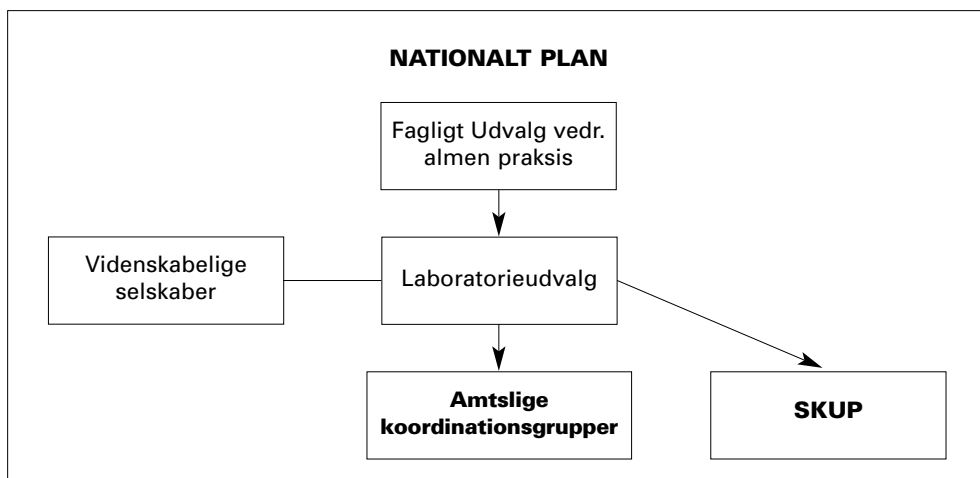 NATIONALT PLAN
Fagligt Udvalg vedr.
almen praksis
Videnskabelige
selskaber
Laboratorieudvalg
Amtslige
koordinationsgrupper
SKUP